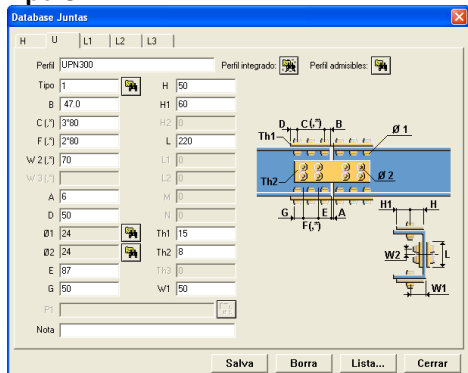 Database Juntas
H U L1 L2 L3
Perfil UPN300 Perfil integrado: Perfil admisibles:
Tipo 1 H 50
B 47.0 H1 60
C (,") 3*80 H2 0
F (,") 2*80 L 220
W 2 (,") 70 L1 0
W 3 (,") L2 0
A 6 M 0
D 50 N 0
Ø1 24 Th1 15
Ø2 24 Th2 8
E 87 Th3 0
G 50 W1 50
P1
Nota
D C(,") B
Th1 Ø 1
Th2 Ø 2
G E A
F(,")
H1 H
W2 L
W1
Salva Borra Lista... Cerrar